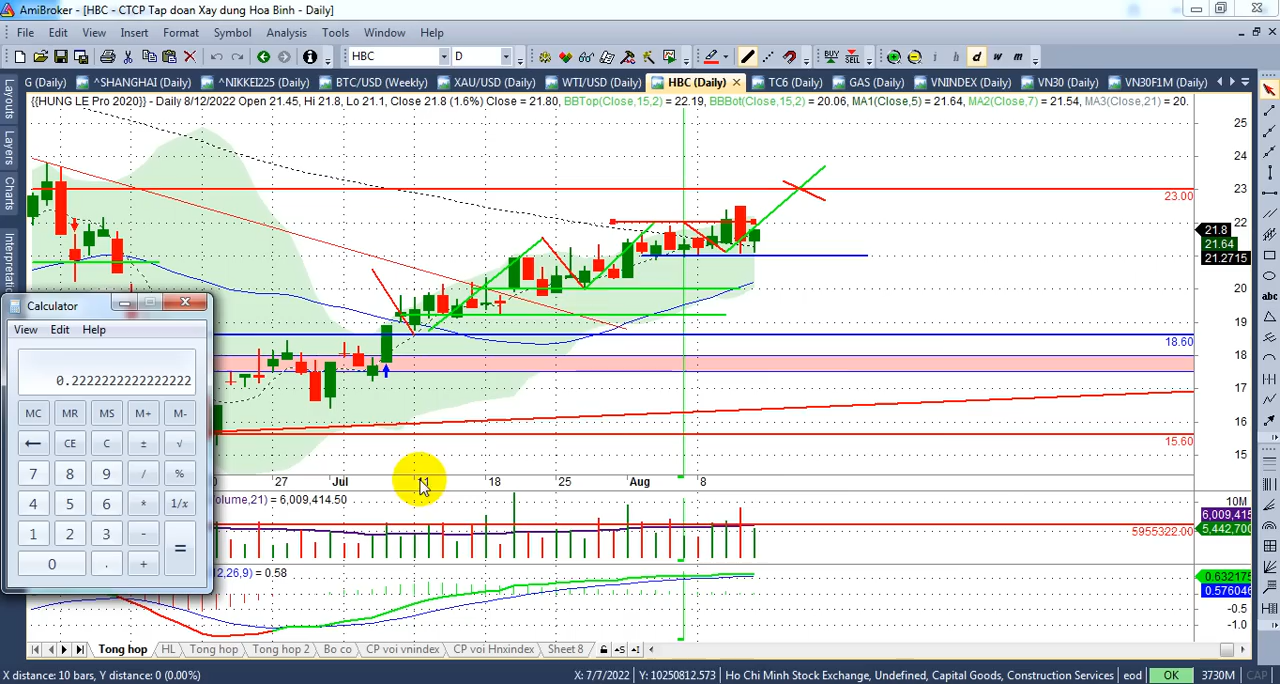 AmiBroker - [HBC - CTCP Tap doan Xay dung Hoa Binh - Daily]
File Edit View Insert Format Symbol Analysis Tools Window Help
HBC D BUY SELL i h d w m
G (Daily) ^SHANGHAI (Daily) ^NIKKEI225 (Daily) BTC/USD (Weekly) XAU/USD (Daily) WTI/USD (Daily) HBC (Daily) TC6 (Daily) GAS (Daily) VNINDEX (Daily) VN30 (Daily) VN30F1M (Daily)
{{HUNG LE Pro 2020}} - Daily 8/12/2022 Open 21.45, Hi 21.8, Lo 21.1, Close 21.8 (1.6%) Close = 21.80, BBTop(Close,15,2) = 22.19, BBBot(Close,15,2) = 20.06, MA1(Close,5) = 21.64, MA2(Close,7) = 21.54, MA3(Close,21) = 20.
Layouts
Layers
Charts
Interpretatio
25
24
23
23.00
22
21.8
21.64
21.2715
20
19
18.60
18
17
16
15.60
15
abc
Calculator
View Edit Help
0.2222222222222222
MC MR MS M+ M-
← CE C ± √
7 8 9 / %
4 5 6 * 1/x
1 2 3 - =
0 . +
27 Jul 11 18 25 Aug 8
olume,21) = 6,009,414.50
10M
6,009,415
5955322.00
5,442,700
12,26,9) = 0.58
0.632175
0.576046
-0.5
-1.0
Tong hop HL Tong hop Tong hop 2 Bo co CP voi vnindex CP voi Hnxindex Sheet 8
X distance: 10 bars, Y distance: 0 (0.00%) X: 7/7/2022 Y: 10250812.573 Ho Chi Minh Stock Exchange, Undefined, Capital Goods, Construction Services eod OK 3730M CAP